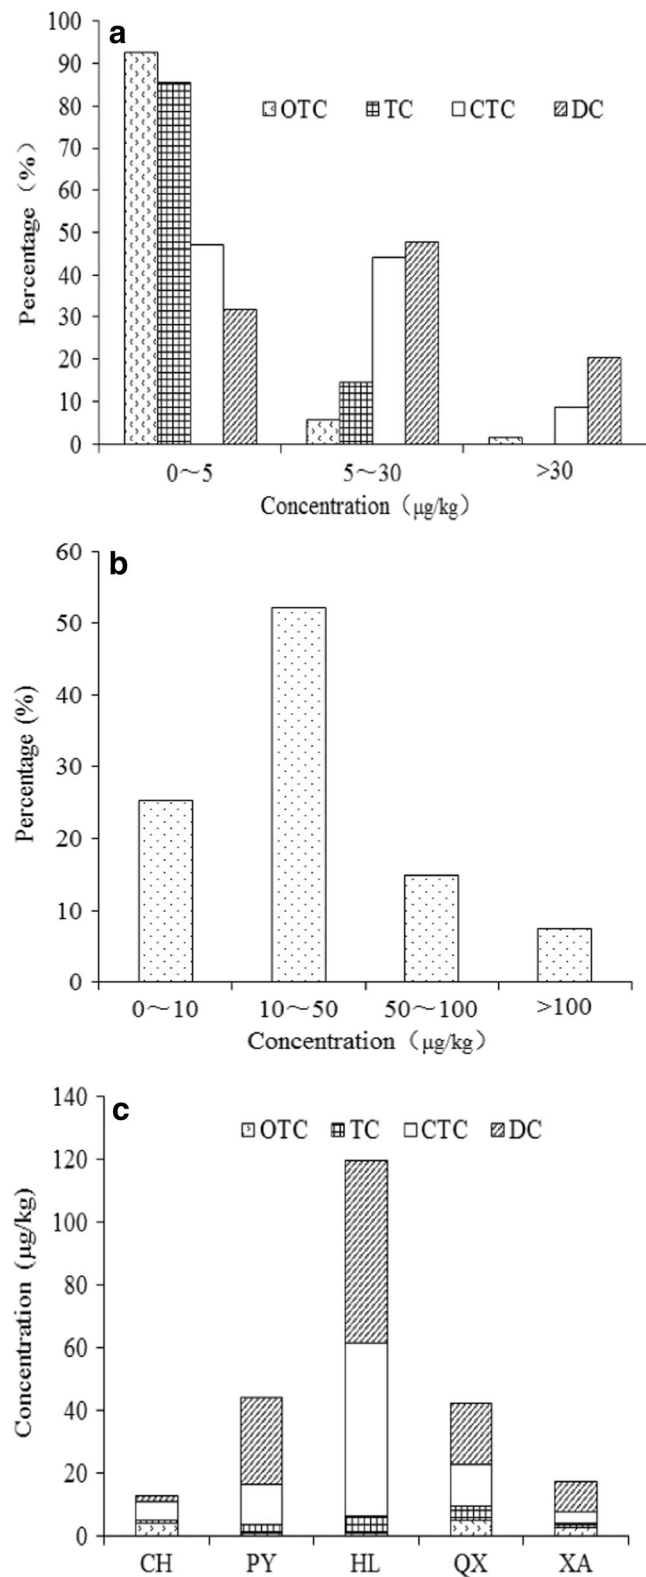 a
100
90
80
70
60
50
40
30
20
10
0
Percentage（%）
OTC TC CTC DC
0～5 5～30 >30
Concentration（μg/kg）
b
60
50
40
30
20
10
0
Percentage (%)
0～10 10～50 50～100 >100
Concentration（μg/kg）
c
140
120
100
80
60
40
20
0
Concentration (μg/kg)
OTC TC CTC DC
CH PY HL QX XA